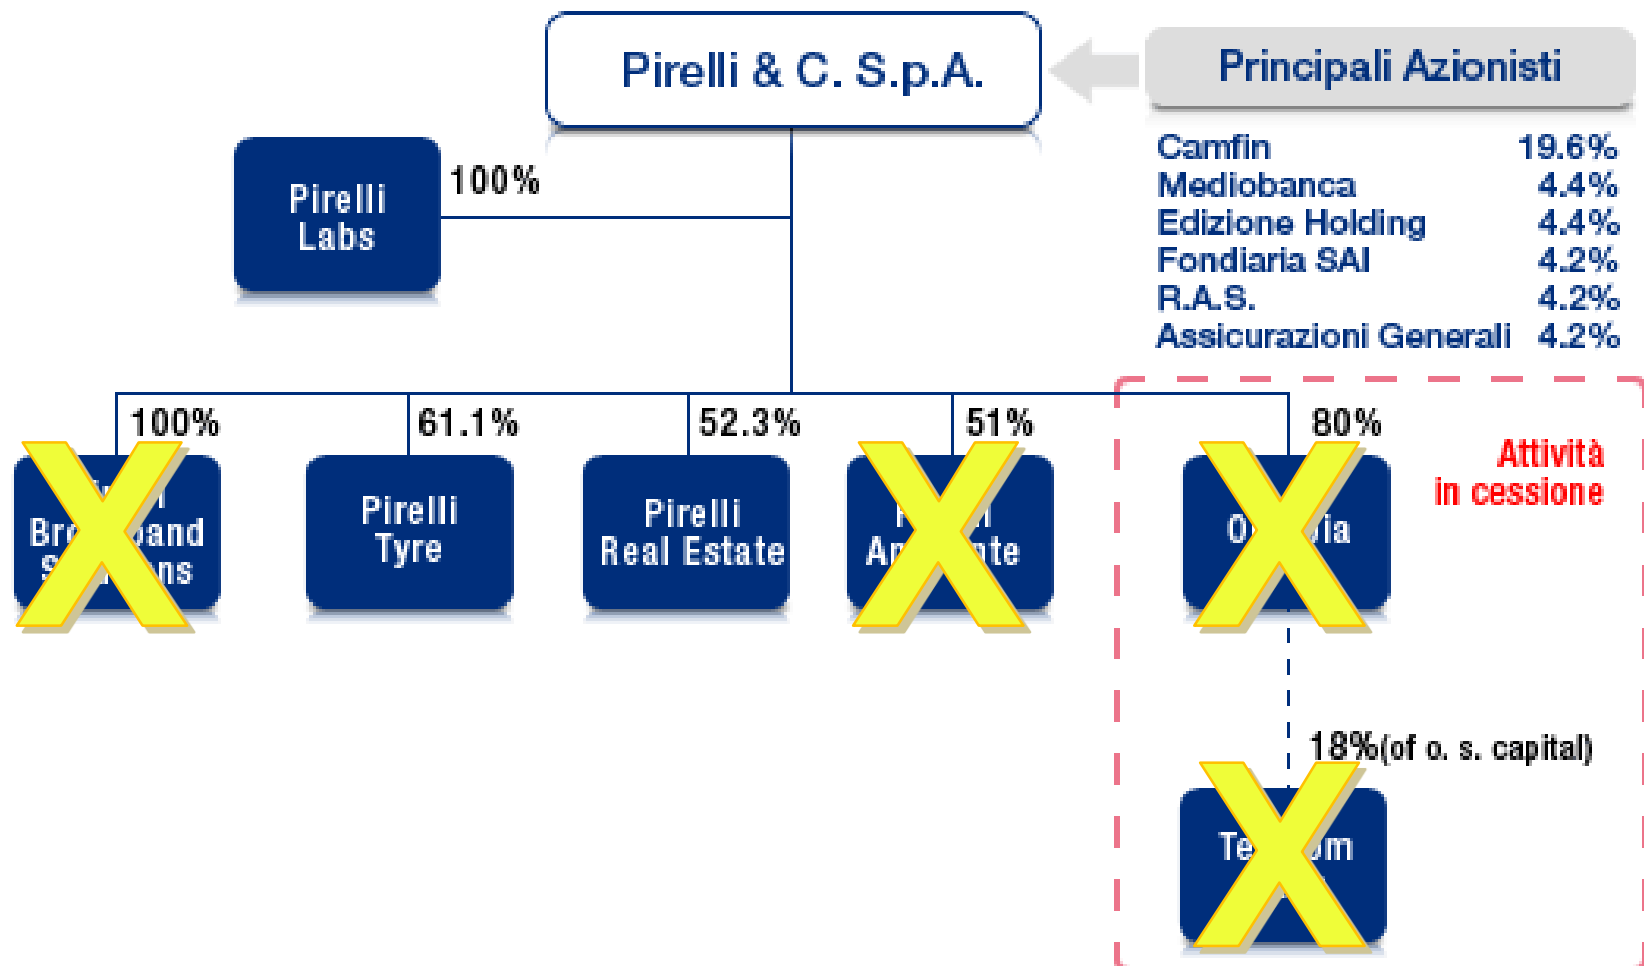 Pirelli & C. S.p.A.
Principali Azionisti
Camfin 19.6%
Mediobanca 4.4%
Edizione Holding 4.4%
Fondiaria SAI 4.2%
R.A.S. 4.2%
Assicurazioni Generali 4.2%
Pirelli
Labs
100%
100%
61.1%
Pirelli
Tyre
52.3%
Pirelli
Real Estate
51%
80%
Attività
in cessione
18%(of o. s. capital)